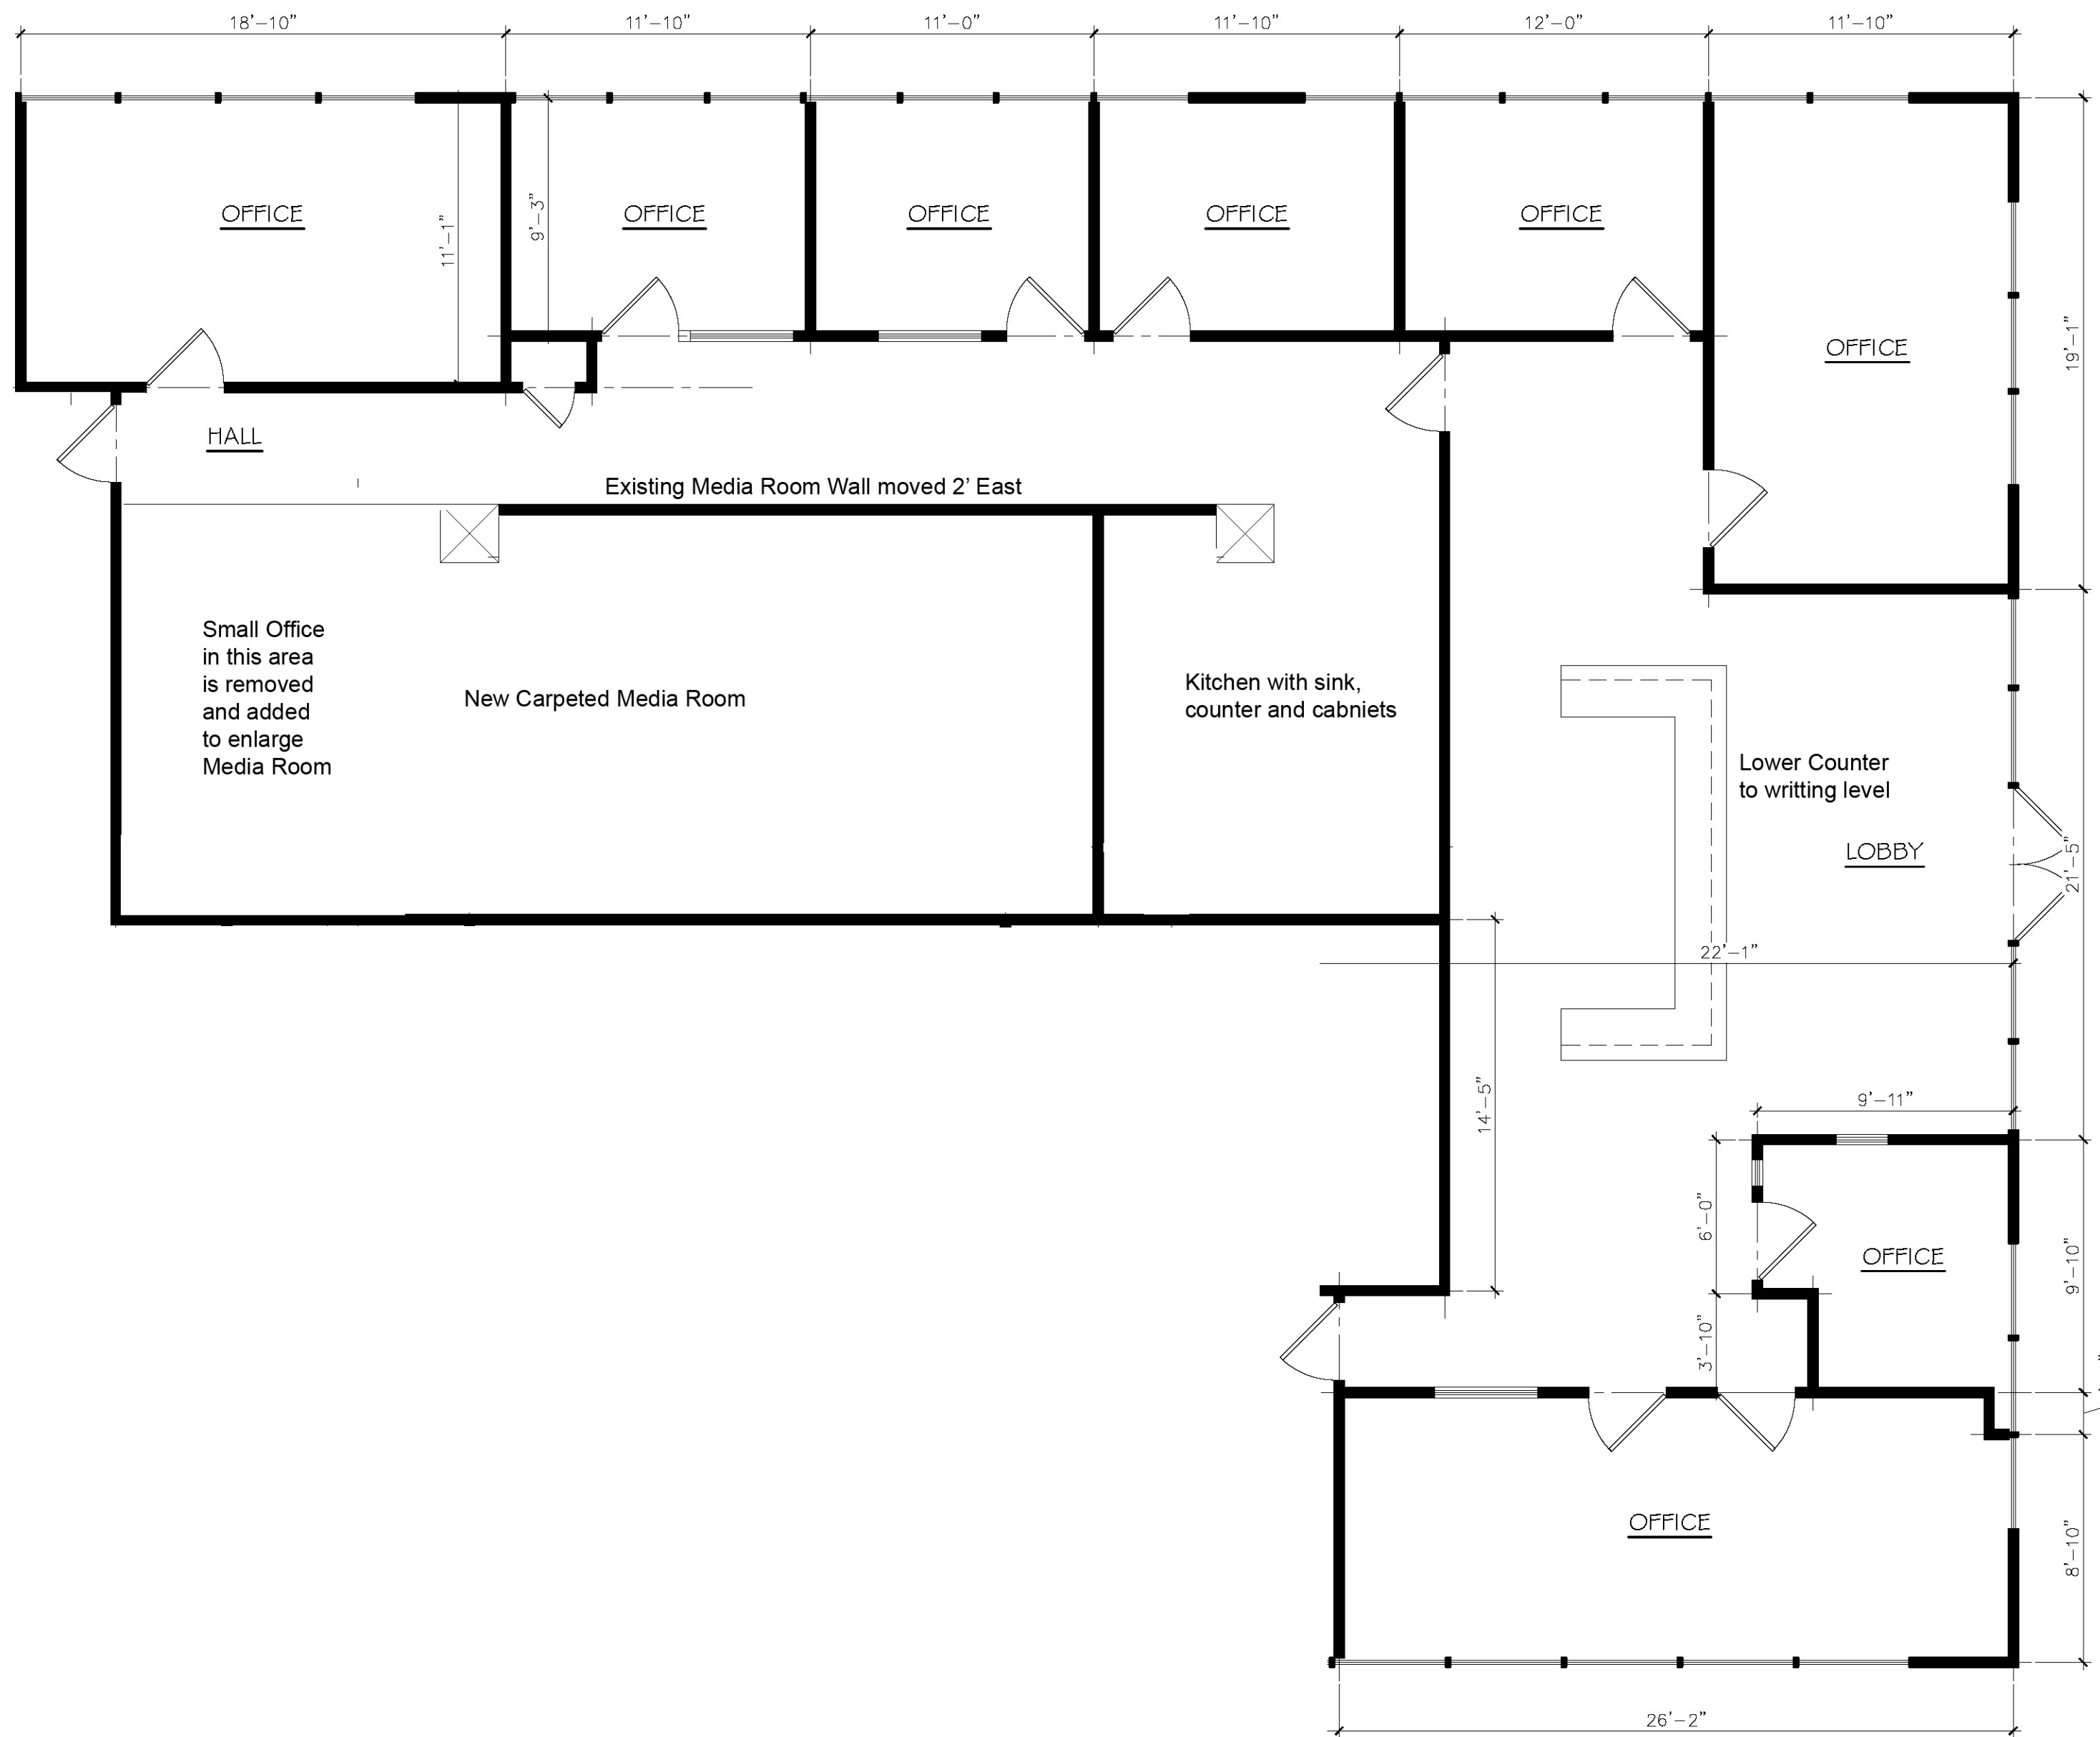 18'-10"
11'-10"
11'-0"
11'-10"
12'-0"
11'-10"
OFFICE
11'-1"
9'-3"
OFFICE
OFFICE
OFFICE
OFFICE
OFFICE
19'-1"
HALL
Existing Media Room Wall moved 2' East
Small Office
in this area
is removed
and added
to enlarge
Media Room
New Carpeted Media Room
Kitchen with sink,
counter and cabniets
Lower Counter
to writting level
LOBBY
21'-5"
22'-1"
14'-5"
9'-11"
6'-0"
OFFICE
9'-10"
3'-10"
OFFICE
8'-10"
26'-2"